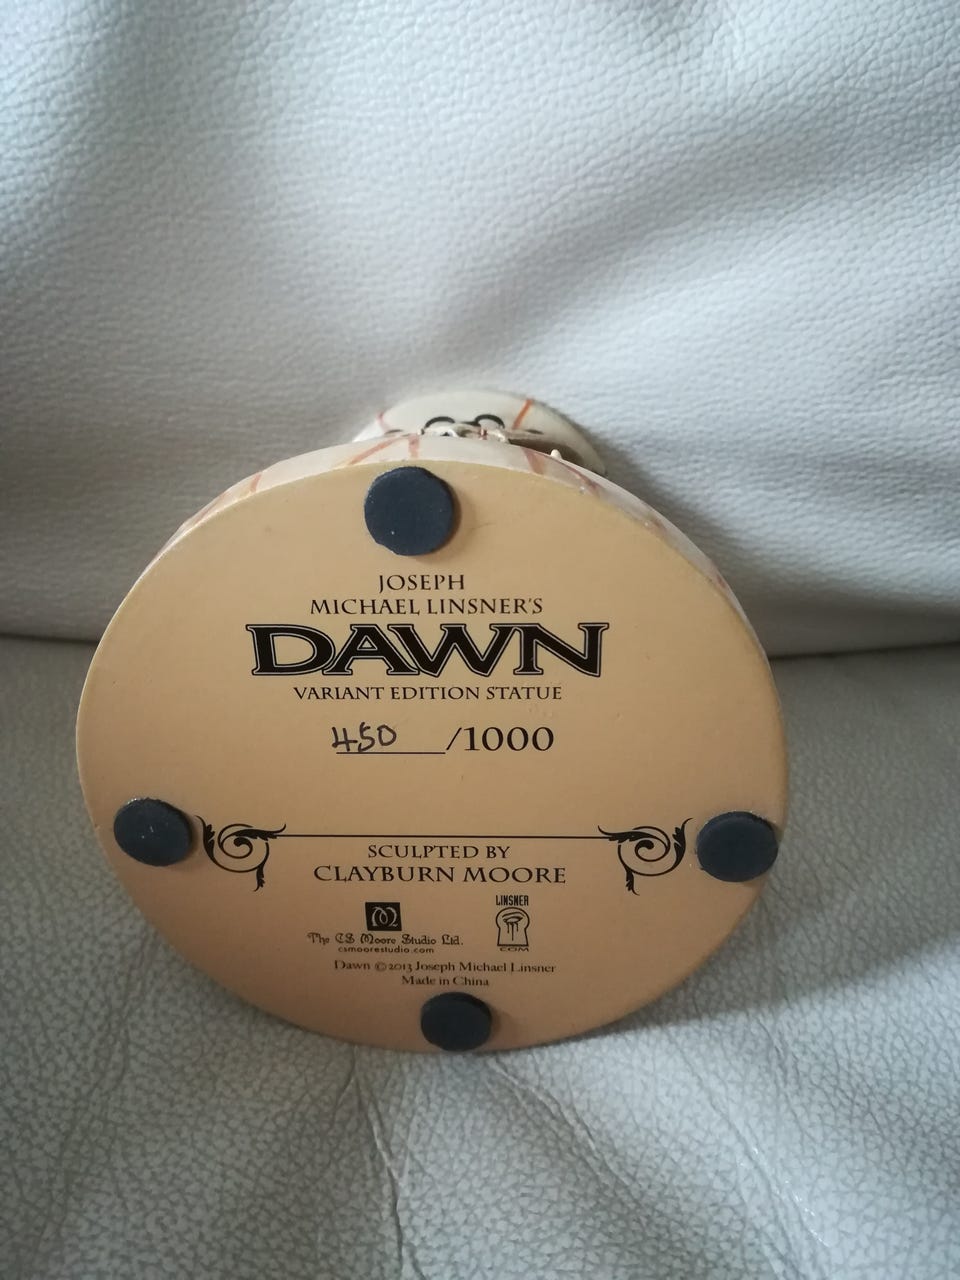 JOSEPH
MICHAEL LINSNER'S
DAWN
VARIANT EDITION STATUE
450/1000
SCULPTED BY
CLAYBURN MOORE
LINSNER
The CS Moore Studio Ltd.
csmoorestudio.com
COM
Dawn ©2013 Joseph Michael Linsner
Made in China